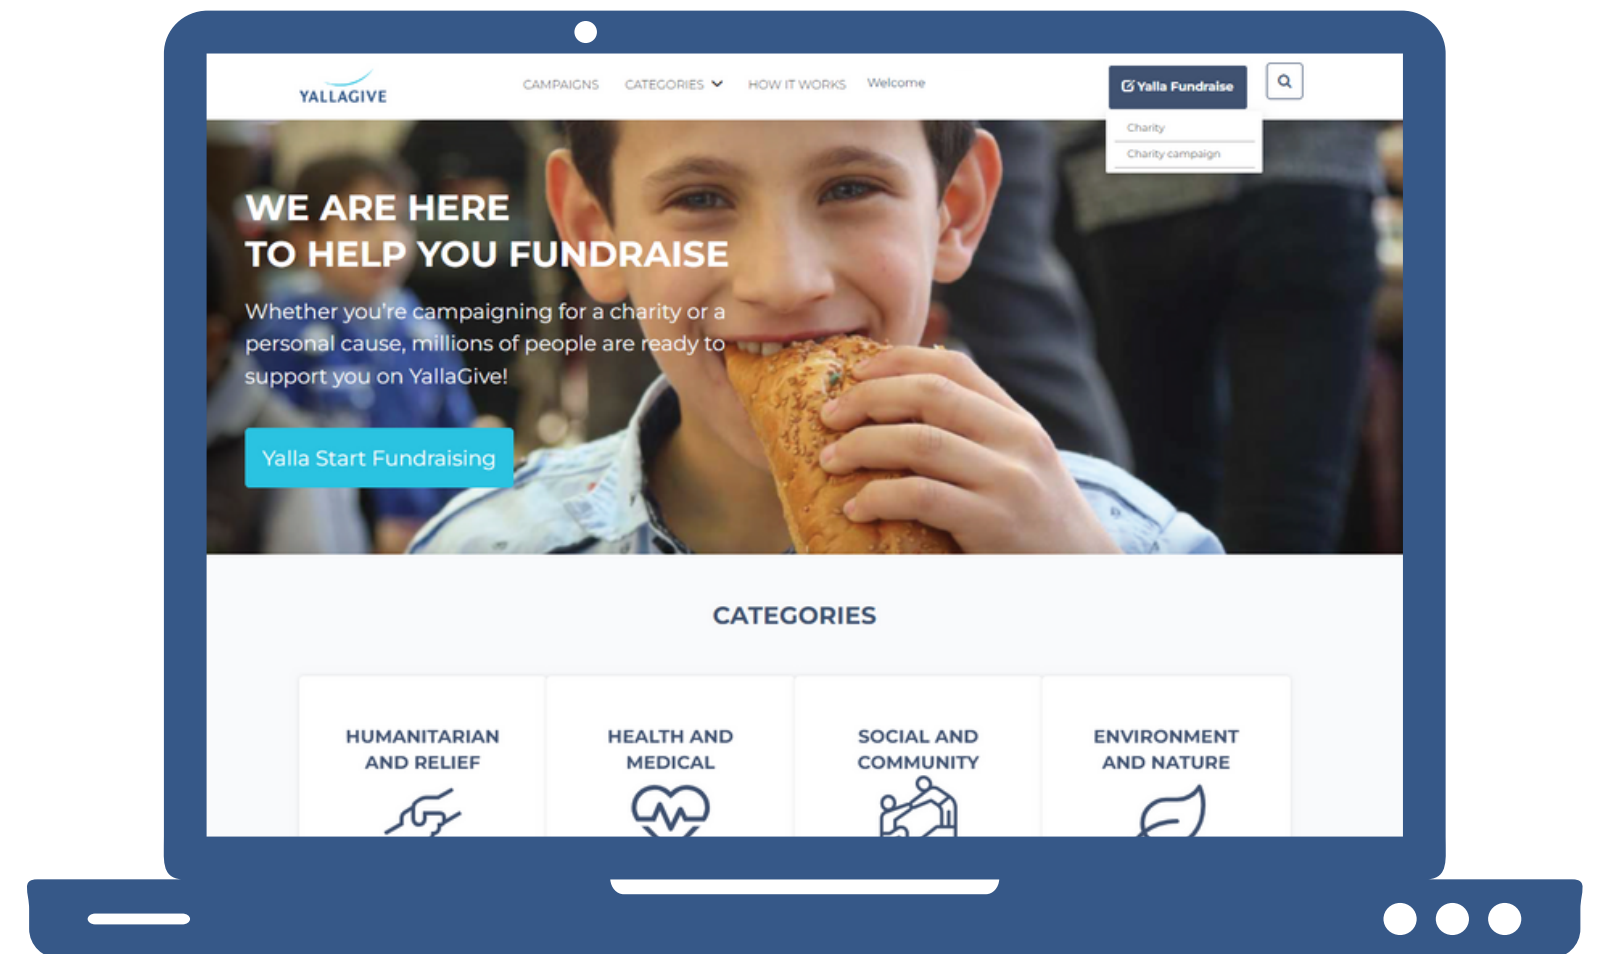 YALLAGIVE
CAMPAIGNS
CATEGORIES
HOW IT WORKS
Welcome
Yalla Fundraise
Charity
Charity campaign
WE ARE HERE
TO HELP YOU FUNDRAISE
Whether you're campaigning for a charity or a
personal cause, millions of people are ready to
support you on YallaGive!
Yalla Start Fundraising
CATEGORIES
HUMANITARIAN
AND RELIEF
HEALTH AND
MEDICAL
SOCIAL AND
COMMUNITY
ENVIRONMENT
AND NATURE